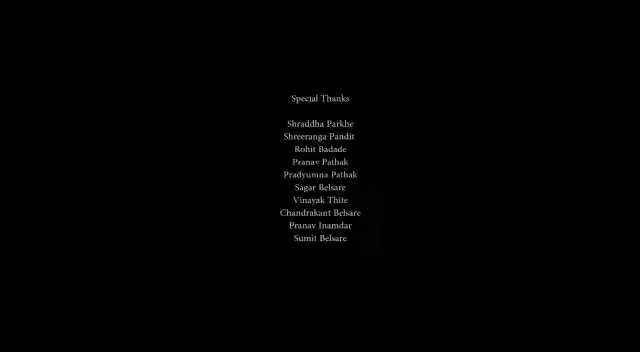 Special Thanks
Shraddha Parkhe
Shreeranga Pandit
Rohit Badade
Pranav Pathak
Pradyumna Pathak
Sagar Belsare
Vinayak Thite
Chandrakant Belsare
Pranav Inamdar
Sumit Belsare